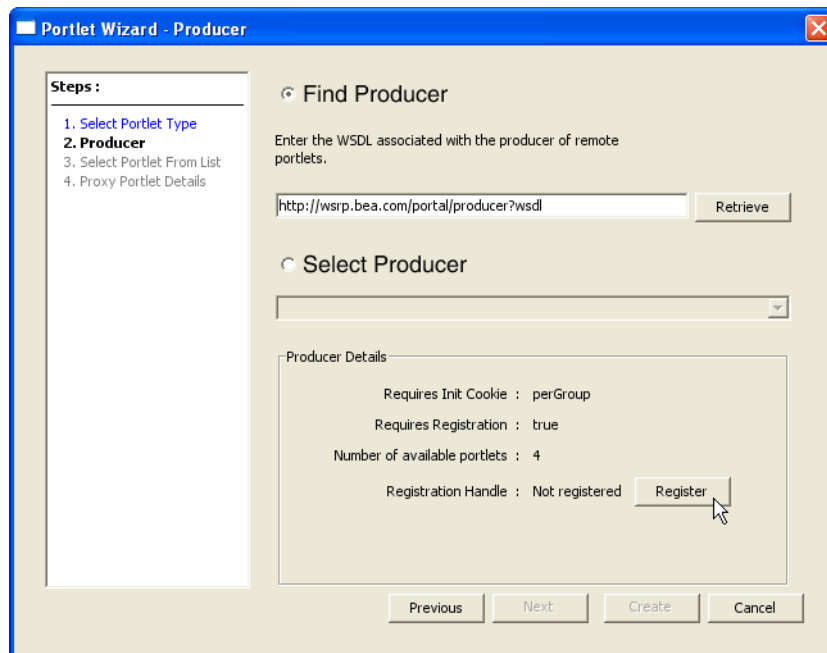 Portlet Wizard - Producer
Steps :
1. Select Portlet Type
2. Producer
3. Select Portlet From List
4. Proxy Portlet Details
Find Producer
Enter the WSDL associated with the producer of remote
portlets.
http://wsrp.bea.com/portal/producer?wsdl
Retrieve
Select Producer
Producer Details
Requires Init Cookie : perGroup
Requires Registration : true
Number of available portlets : 4
Registration Handle : Not registered Register
Previous Next Create Cancel